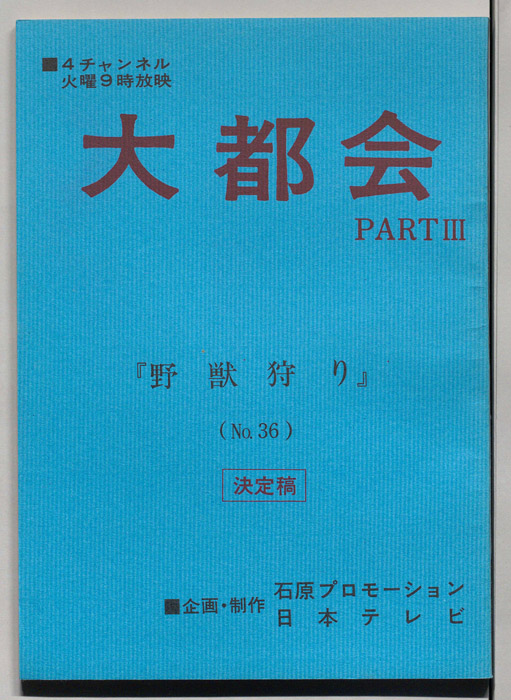 ■4チャンネル
火曜9時放映
大都会
PARTⅢ
『野獣狩り』
(No.36)
決定稿
■企画・制作 石原プロモーション
日本テレビ